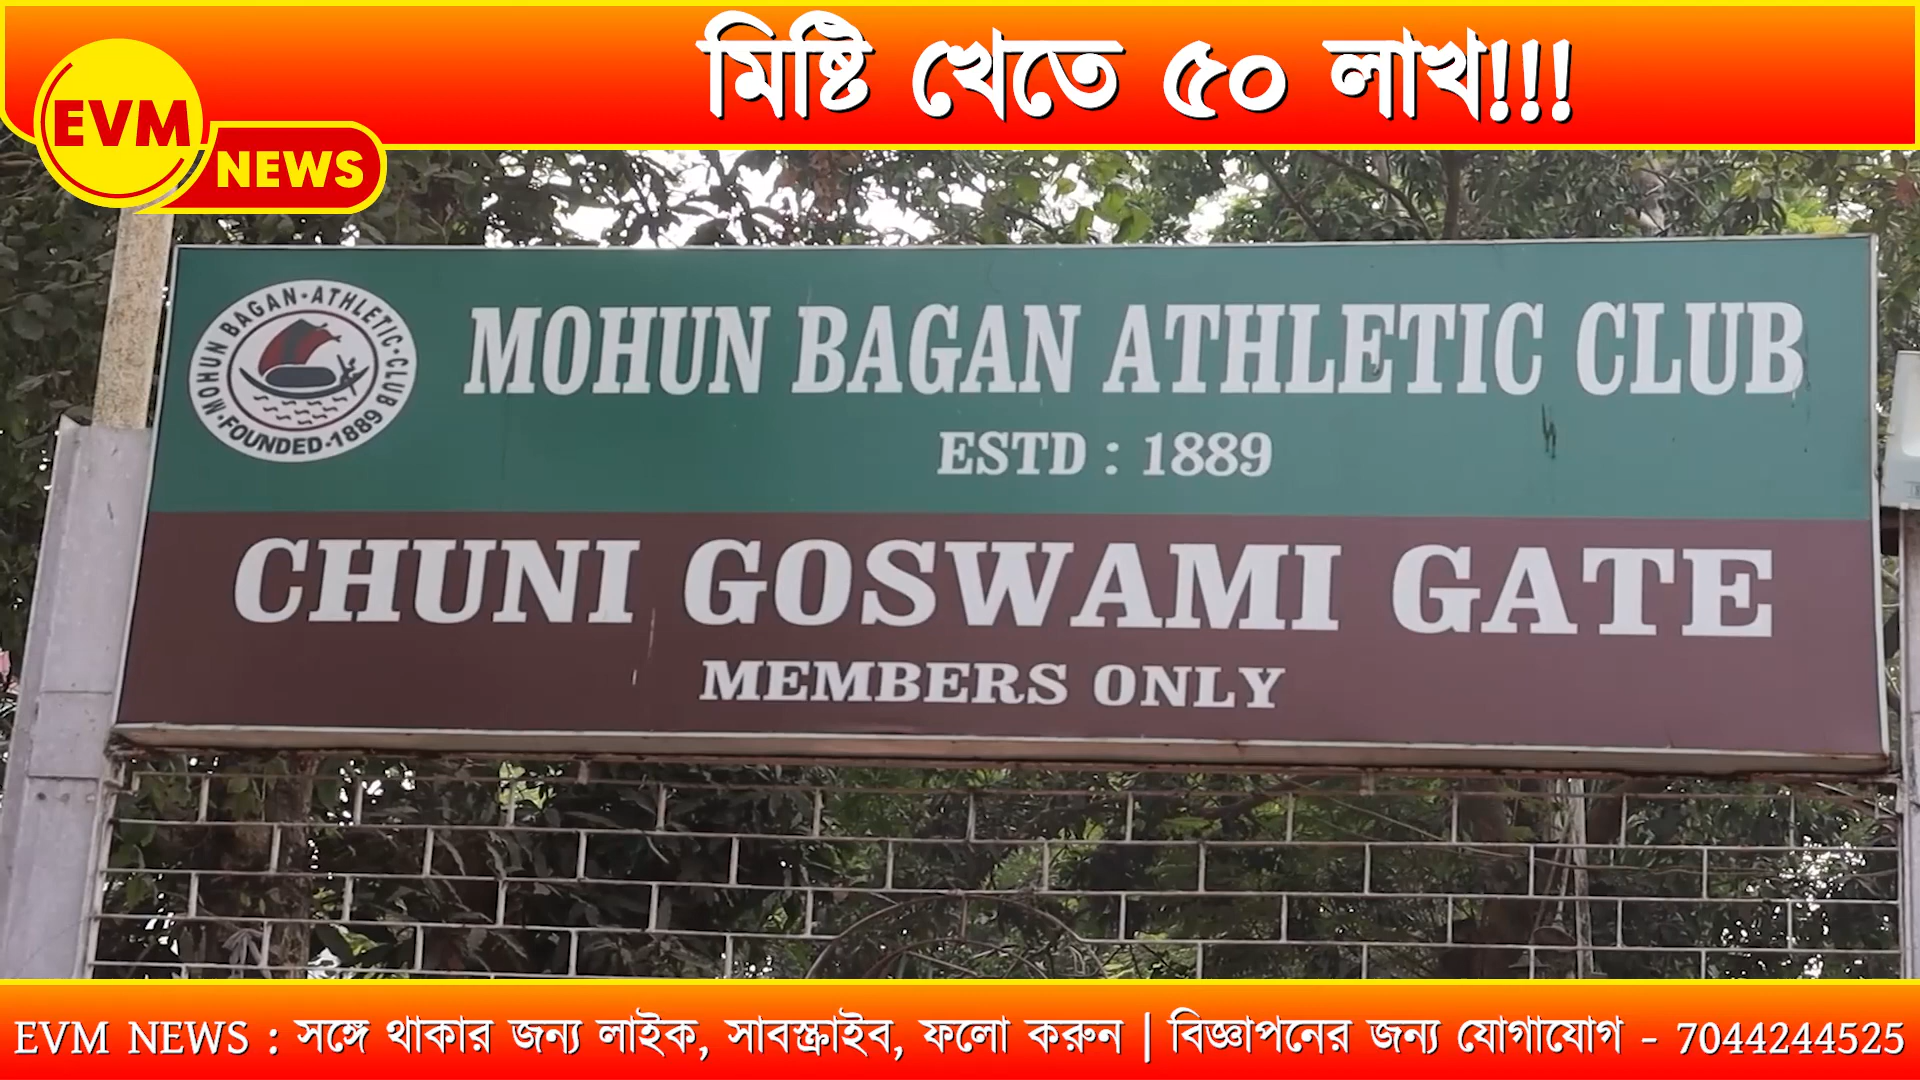 মিষ্টি খেতে ৫০ লাখ!!!
EVM
NEWS
MOHUN BAGAN ATHLETIC CLUB
ESTD : 1889
MOHUN BAGAN • ATHLETIC • CLUB
• FOUNDED-1889
CHUNI GOSWAMI GATE
MEMBERS ONLY
EVM NEWS : সঙ্গে থাকার জন্য লাইক, সাবস্ক্রাইব, ফলো করুন | বিজ্ঞাপনের জন্য যোগাযোগ - 7044244525